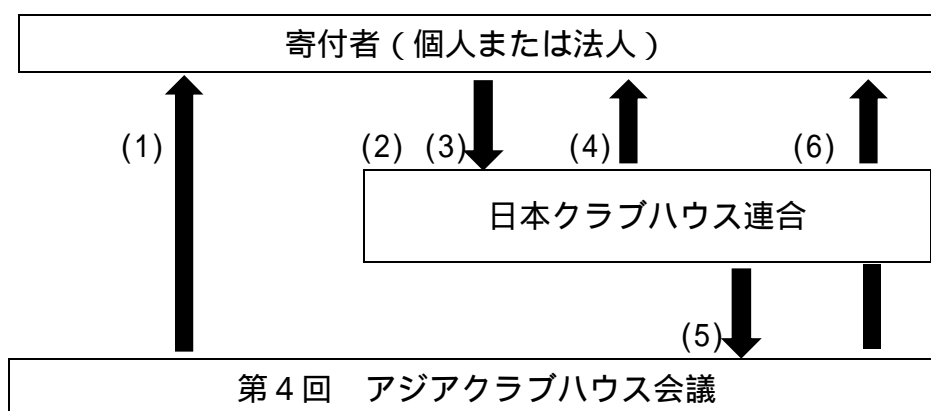 寄付者(個人または法人)
(1)
(2) (3)
(4)
(6)
日本クラブハウス連合
(5)
第4回 アジアクラブハウス会議